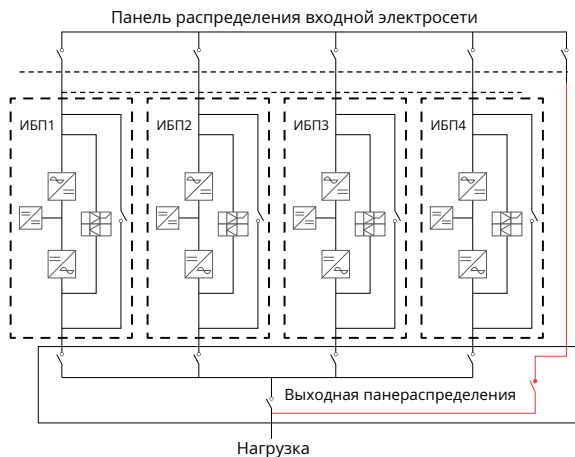 Панель распределения входной электросети
ИБП1 ИБП2 ИБП3 ИБП4
Выходная панераспределения
Нагрузка